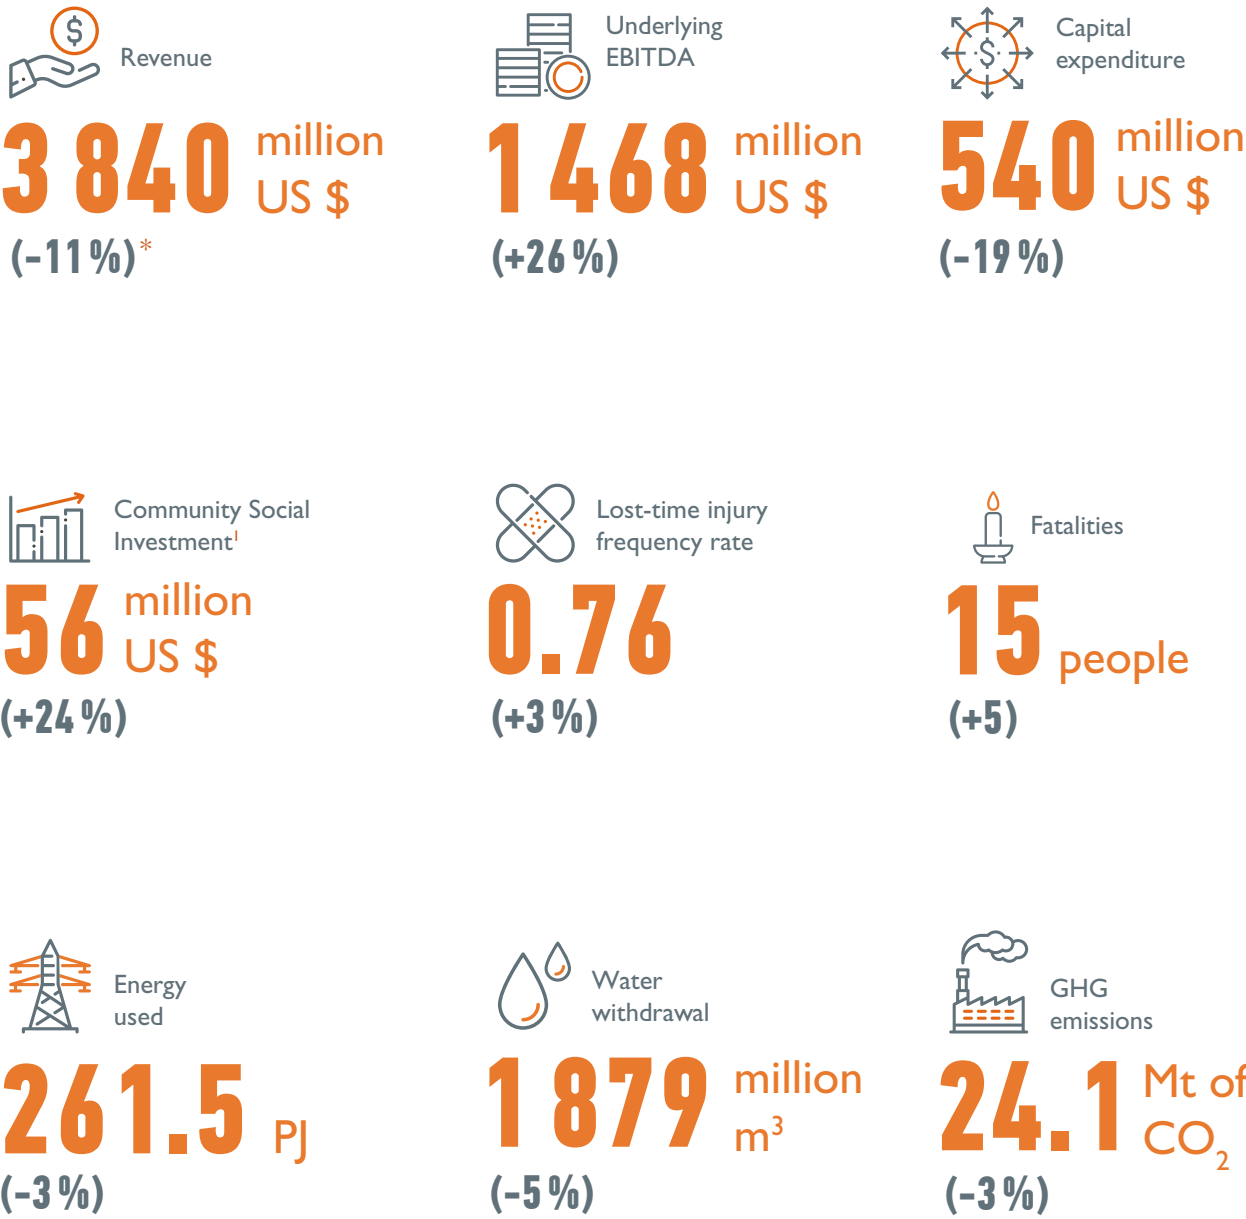 $
Revenue
3 840 million
US $
(-11 %)*
Underlying
EBITDA
1 468 million
US $
(+26 %)
$
Capital
expenditure
540 million
US $
(-19 %)
Community Social
Investment¹
56 million
US $
(+24 %)
Lost-time injury
frequency rate
0.76
(+3 %)
Fatalities
15 people
(+5)
Energy
used
261.5 PJ
(-3 %)
Water
withdrawal
1 879 million
m³
(-5 %)
GHG
emissions
24.1 Mt of
CO₂
(-3 %)